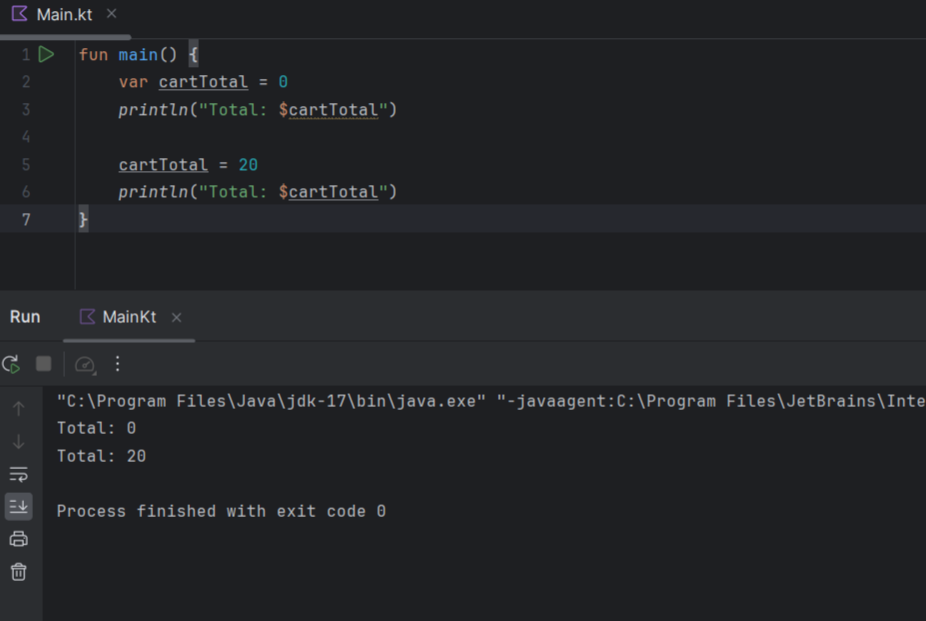 Main.kt
1 fun main() {
2     var cartTotal = 0
3     println("Total: $cartTotal")
4
5     cartTotal = 20
6     println("Total: $cartTotal")
7 }
Run MainKt
"C:\Program Files\Java\jdk-17\bin\java.exe" "-javaagent:C:\Program Files\JetBrains\Inte
Total: 0
Total: 20
Process finished with exit code 0